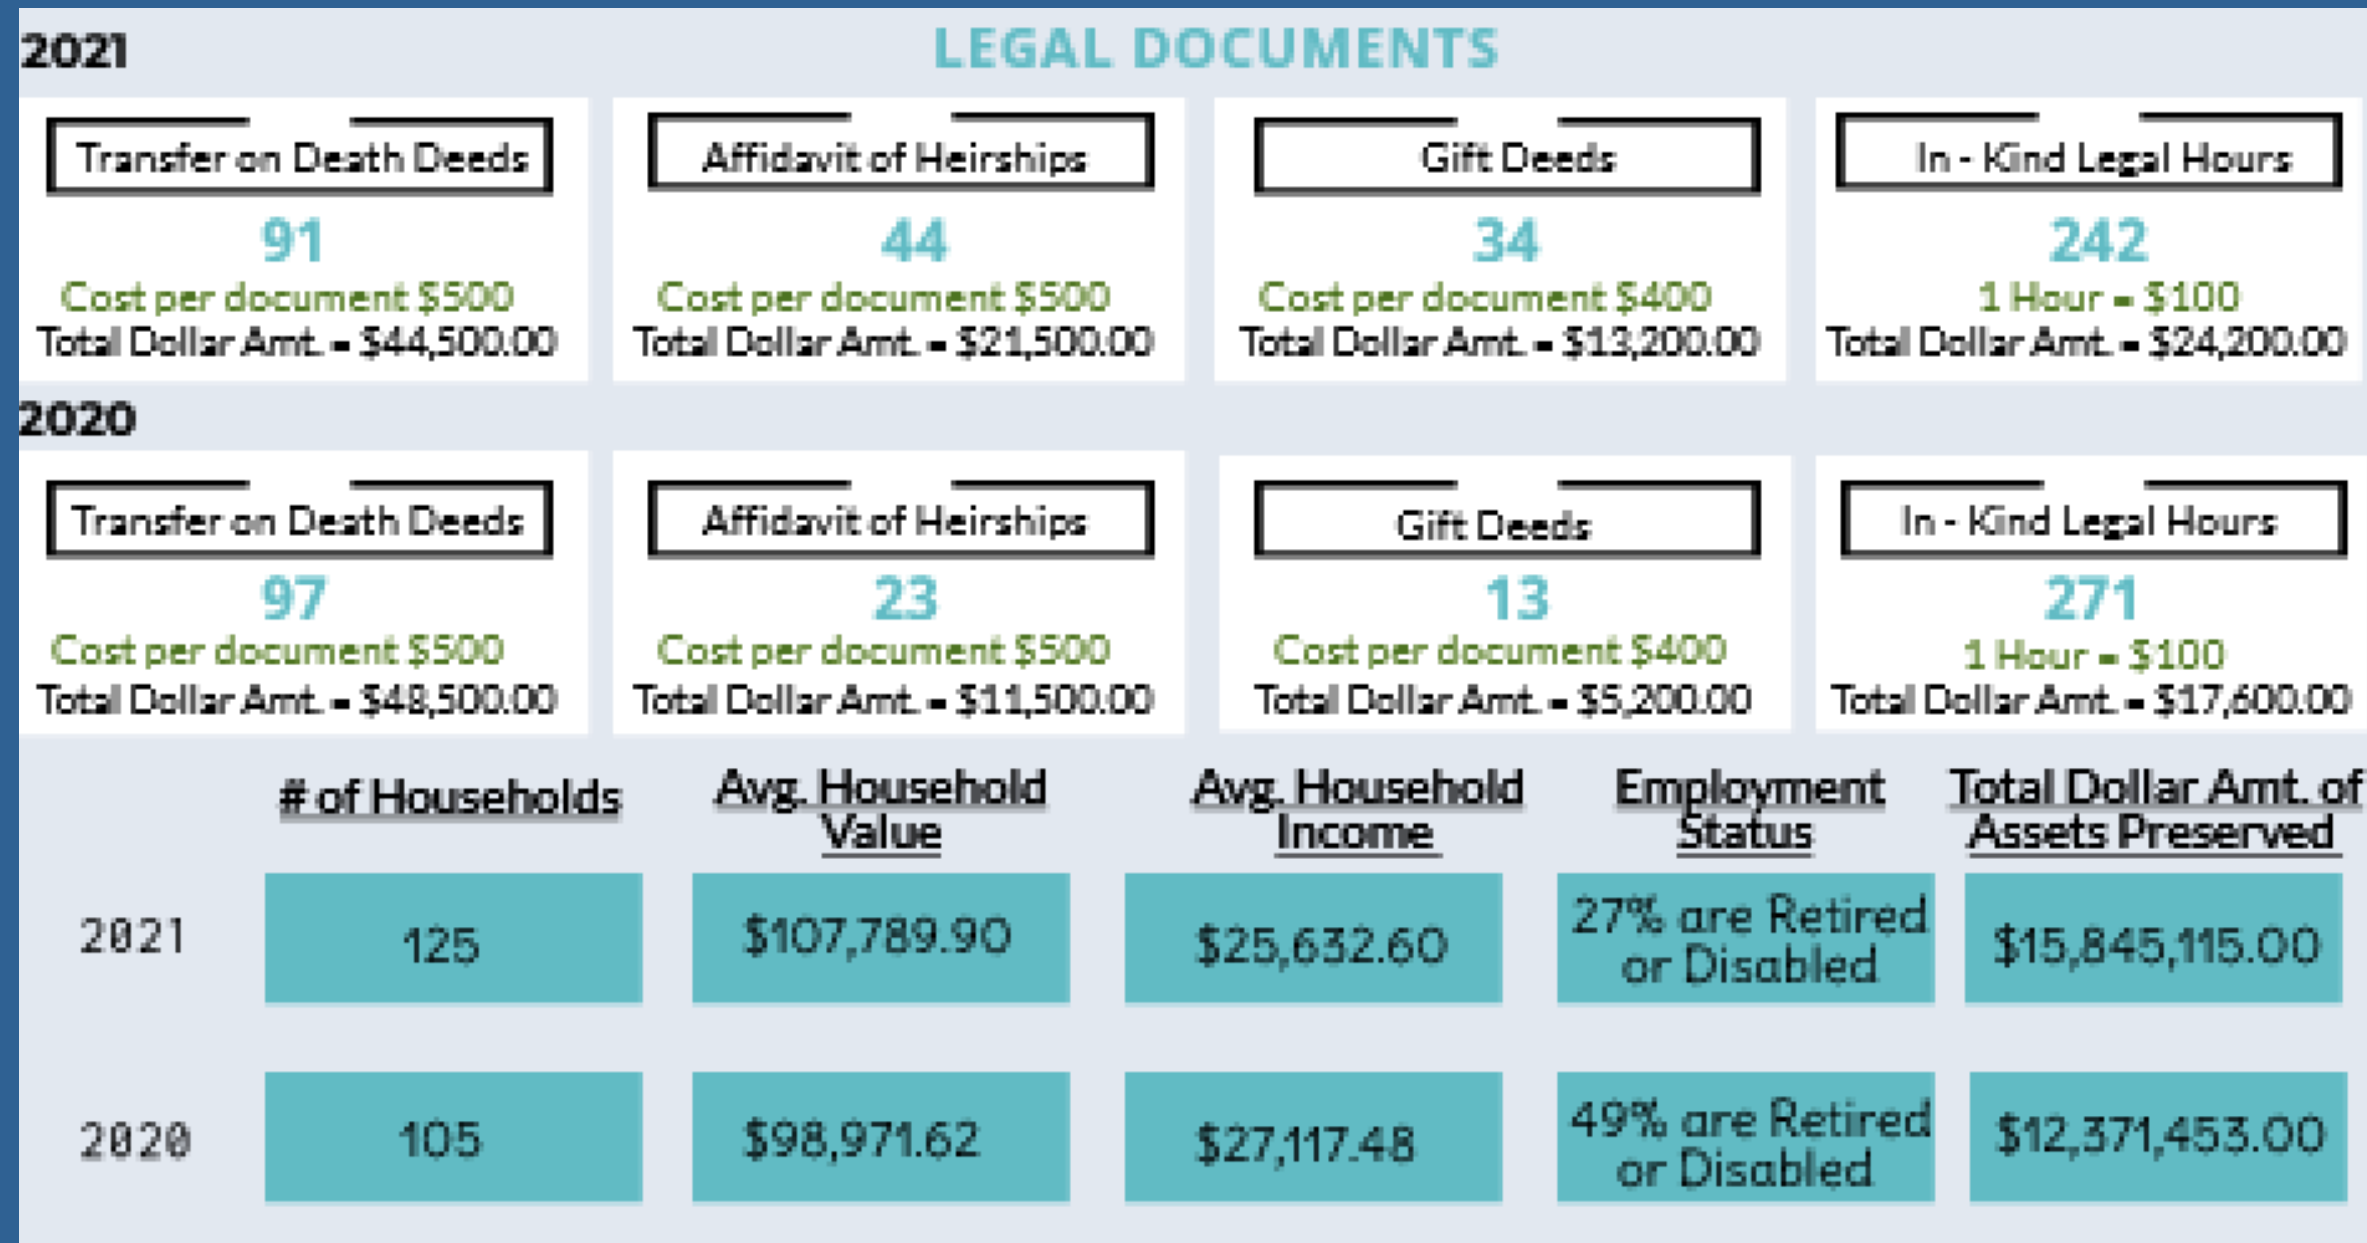 2021
LEGAL DOCUMENTS
Transfer on Death Deeds
91
Cost per document $500
Total Dollar Amt. = $44,500.00
Affidavit of Heirships
44
Cost per document $500
Total Dollar Amt. = $21,500.00
Gift Deeds
34
Cost per document $400
Total Dollar Amt. = $13,200.00
In - Kind Legal Hours
242
1 Hour = $100
Total Dollar Amt. = $24,200.00
2020
Transfer on Death Deeds
97
Cost per document $500
Total Dollar Amt. = $48,500.00
Affidavit of Heirships
23
Cost per document $500
Total Dollar Amt. = $11,500.00
Gift Deeds
13
Cost per document $400
Total Dollar Amt. = $5,200.00
In - Kind Legal Hours
271
1 Hour = $100
Total Dollar Amt. = $17,600.00
# of Households
Avg. Household
Value
Avg. Household
Income
Employment
Status
Total Dollar Amt. of
Assets Preserved
2021
125
$107,789.90
$25,632.60
27% are Retired
or Disabled
$15,845,115.00
2020
105
$98,971.62
$27,117.48
49% are Retired
or Disabled
$12,371,453.00